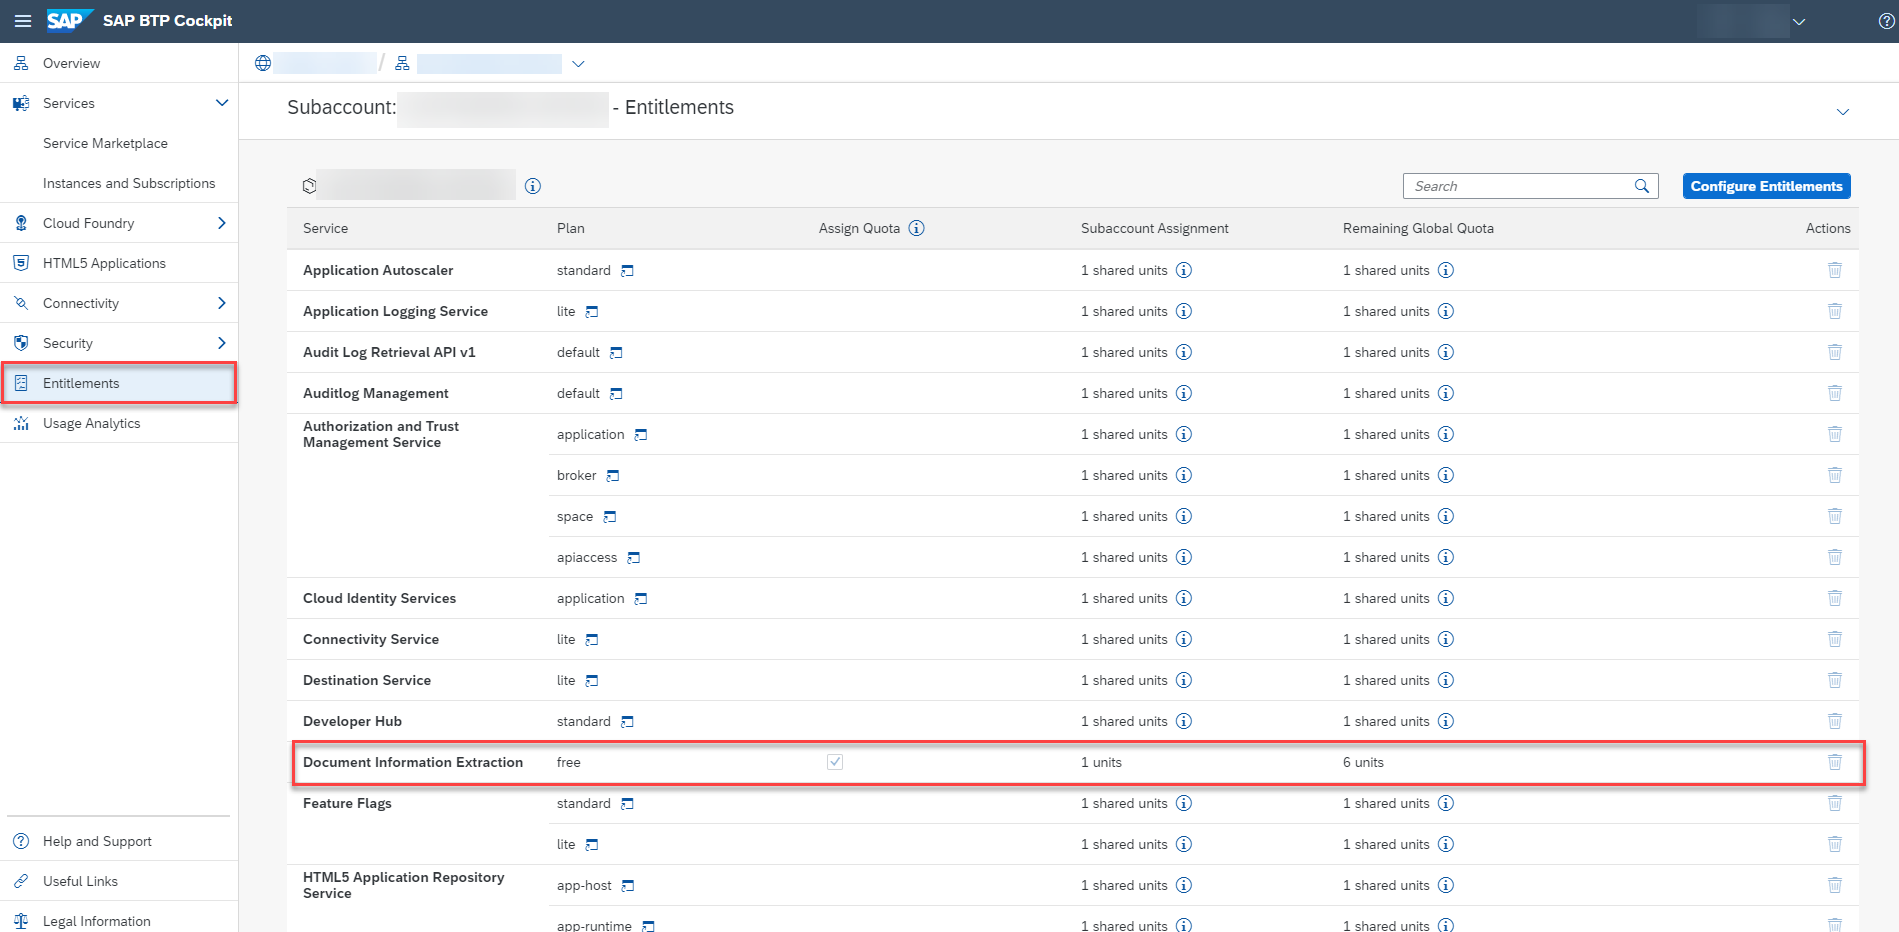 SAP SAP BTP Cockpit
Overview
Services
Service Marketplace
Instances and Subscriptions
Cloud Foundry
HTML5 Applications
Connectivity
Security
Entitlements
Usage Analytics
Help and Support
Useful Links
Legal Information
/
Subaccount: - Entitlements
Search
Configure Entitlements
Service Plan Assign Quota Subaccount Assignment Remaining Global Quota Actions
Application Autoscaler standard 1 shared units 1 shared units
Application Logging Service lite 1 shared units 1 shared units
Audit Log Retrieval API v1 default 1 shared units 1 shared units
Auditlog Management default 1 shared units 1 shared units
Authorization and Trust
Management Service
application 1 shared units 1 shared units
broker 1 shared units 1 shared units
space 1 shared units 1 shared units
apiaccess 1 shared units 1 shared units
Cloud Identity Services application 1 shared units 1 shared units
Connectivity Service lite 1 shared units 1 shared units
Destination Service lite 1 shared units 1 shared units
Developer Hub standard 1 shared units 1 shared units
Document Information Extraction free 1 units 6 units
Feature Flags standard 1 shared units 1 shared units
lite 1 shared units 1 shared units
HTML5 Application Repository
Service
app-host 1 shared units 1 shared units
app-runtime 1 shared units 1 shared units